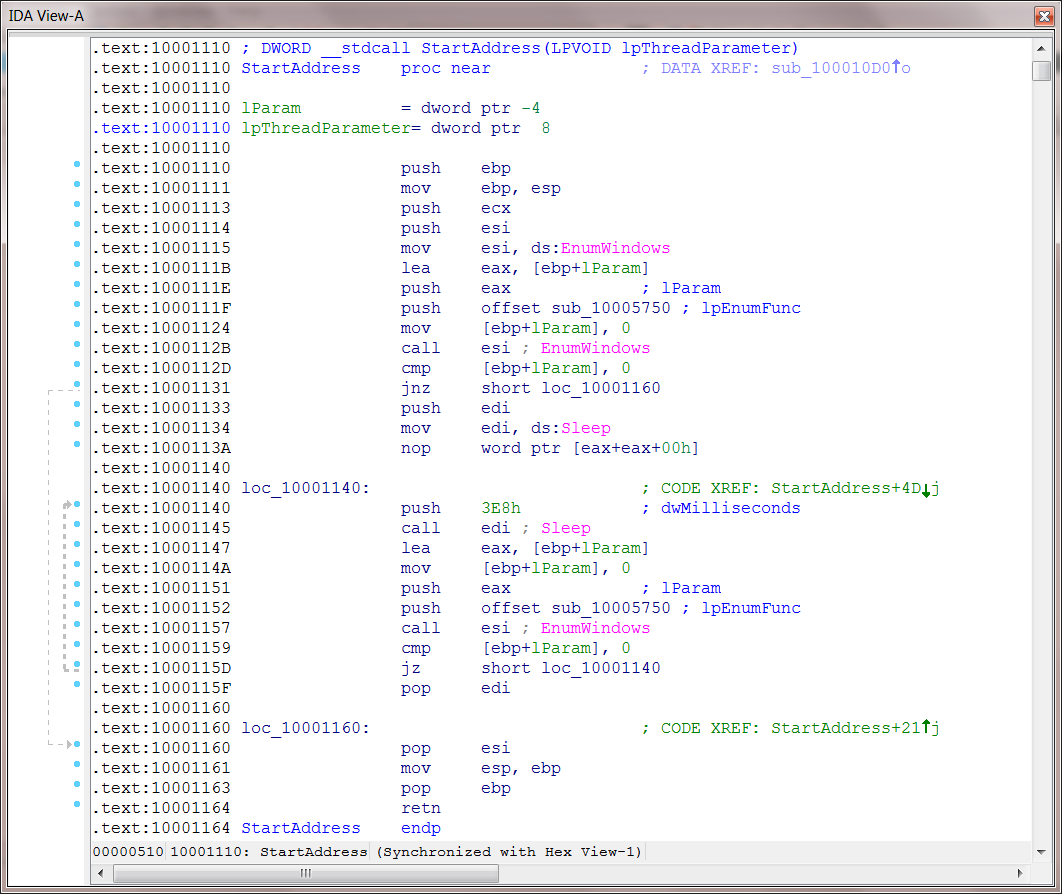 IDA View-A
.text:10001110 ; DWORD __stdcall StartAddress(LPVOID lpThreadParameter)
.text:10001110 StartAddress    proc near               ; DATA XREF: sub_100010D0↑o
.text:10001110
.text:10001110 lParam          = dword ptr -4
.text:10001110 lpThreadParameter= dword ptr  8
.text:10001110
.text:10001110                 push    ebp
.text:10001111                 mov     ebp, esp
.text:10001113                 push    ecx
.text:10001114                 push    esi
.text:10001115                 mov     esi, ds:EnumWindows
.text:1000111B                 lea     eax, [ebp+lParam]
.text:1000111E                 push    eax             ; lParam
.text:1000111F                 push    offset sub_10005750 ; lpEnumFunc
.text:10001124                 mov     [ebp+lParam], 0
.text:1000112B                 call    esi ; EnumWindows
.text:1000112D                 cmp     [ebp+lParam], 0
.text:10001131                 jnz     short loc_10001160
.text:10001133                 push    edi
.text:10001134                 mov     edi, ds:Sleep
.text:1000113A                 nop     word ptr [eax+eax+00h]
.text:10001140
.text:10001140 loc_10001140:                           ; CODE XREF: StartAddress+4D↓j
.text:10001140                 push    3E8h            ; dwMilliseconds
.text:10001145                 call    edi ; Sleep
.text:10001147                 lea     eax, [ebp+lParam]
.text:1000114A                 mov     [ebp+lParam], 0
.text:10001151                 push    eax             ; lParam
.text:10001152                 push    offset sub_10005750 ; lpEnumFunc
.text:10001157                 call    esi ; EnumWindows
.text:10001159                 cmp     [ebp+lParam], 0
.text:1000115D                 jz      short loc_10001140
.text:1000115F                 pop     edi
.text:10001160
.text:10001160 loc_10001160:                           ; CODE XREF: StartAddress+21↑j
.text:10001160                 pop     esi
.text:10001161                 mov     esp, ebp
.text:10001163                 pop     ebp
.text:10001164                 retn
.text:10001164 StartAddress    endp
00000510 10001110: StartAddress (Synchronized with Hex View-1)